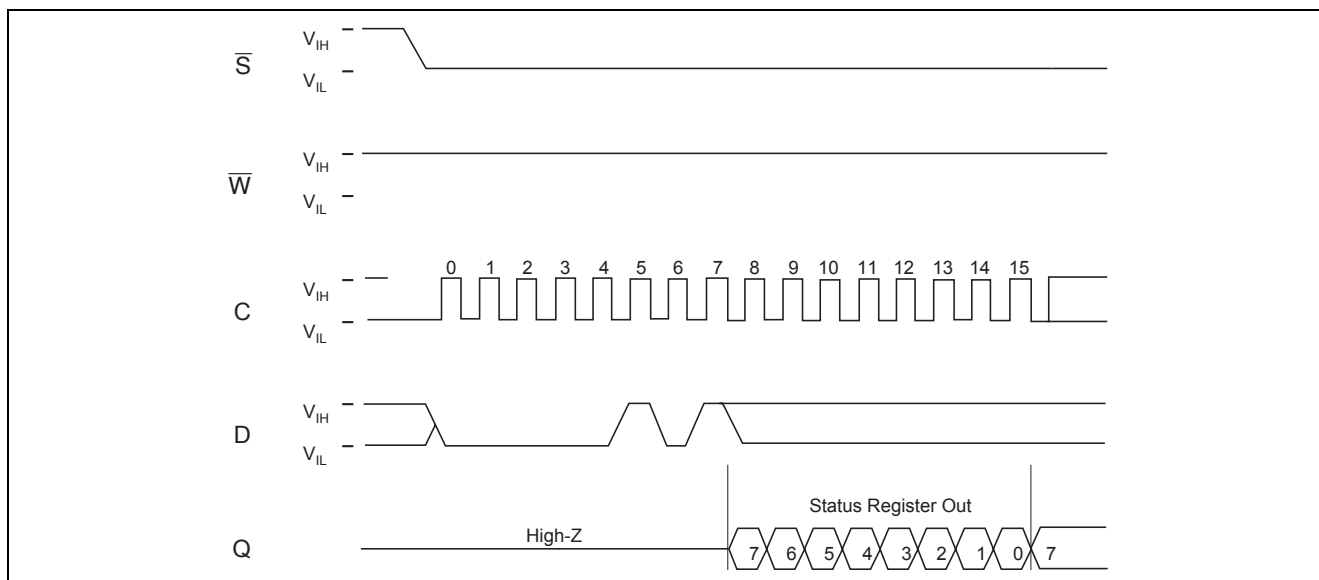 S̅
V_IH
V_IL
W̅
V_IH
V_IL
C
V_IH
V_IL
0 1 2 3 4 5 6 7 8 9 10 11 12 13 14 15
D
V_IH
V_IL
Q
High-Z
Status Register Out
7 6 5 4 3 2 1 0 7